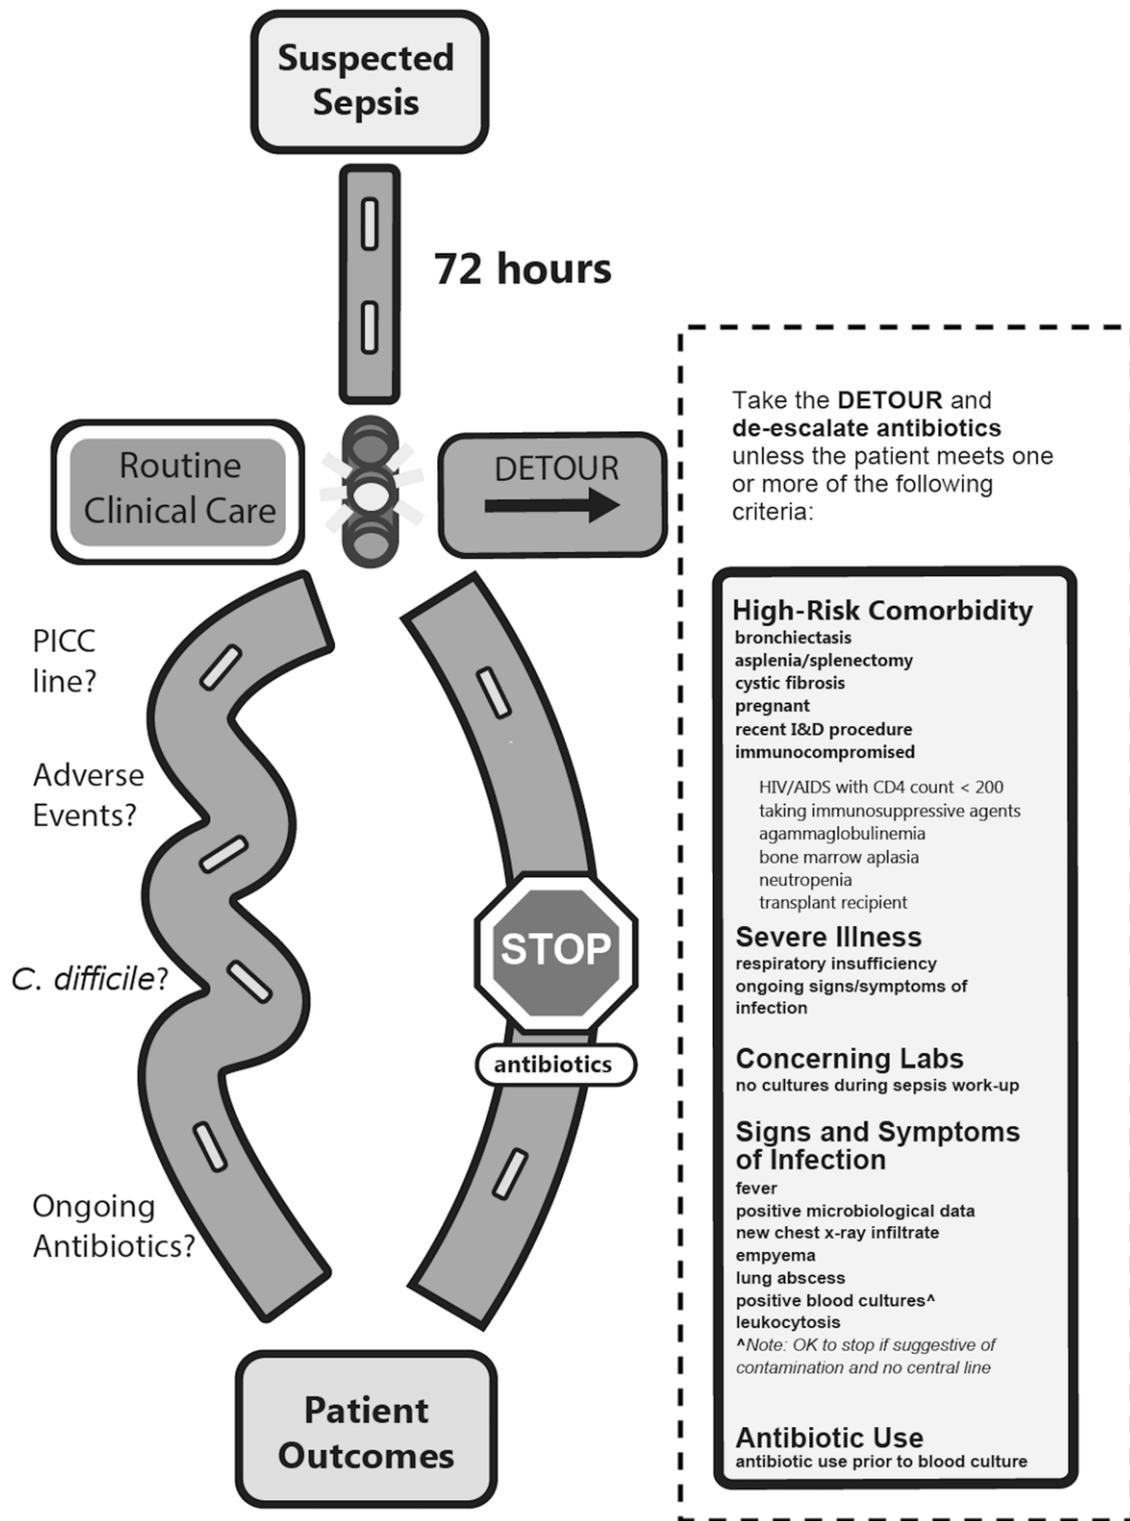 Suspected
Sepsis
72 hours
Routine
Clinical Care
DETOUR
PICC
line?
Adverse
Events?
C. difficile?
Ongoing
Antibiotics?
STOP
antibiotics
Patient
Outcomes
Take the DETOUR and
de-escalate antibiotics
unless the patient meets one
or more of the following
criteria:
High-Risk Comorbidity
bronchiectasis
asplenia/splenectomy
cystic fibrosis
pregnant
recent I&D procedure
immunocompromised
HIV/AIDS with CD4 count < 200
taking immunosuppressive agents
agammaglobulinemia
bone marrow aplasia
neutropenia
transplant recipient
Severe Illness
respiratory insufficiency
ongoing signs/symptoms of
infection
Concerning Labs
no cultures during sepsis work-up
Signs and Symptoms
of Infection
fever
positive microbiological data
new chest x-ray infiltrate
empyema
lung abscess
positive blood cultures^
leukocytosis
^Note: OK to stop if suggestive of
contamination and no central line
Antibiotic Use
antibiotic use prior to blood culture